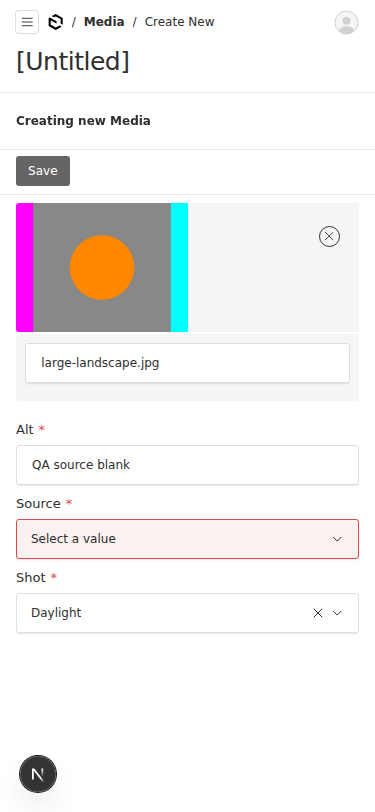 / Media / Create New
[Untitled]
Creating new Media
Save
large-landscape.jpg
Alt *
QA source blank
Source *
Select a value
Shot *
Daylight
N